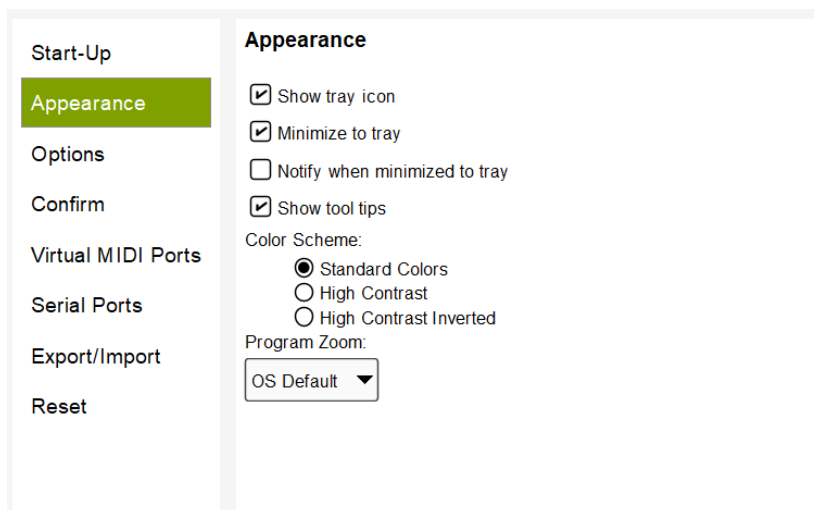 Start-Up
Appearance
Options
Confirm
Virtual MIDI Ports
Serial Ports
Export/Import
Reset
Appearance
Show tray icon
Minimize to tray
Notify when minimized to tray
Show tool tips
Color Scheme:
Standard Colors
High Contrast
High Contrast Inverted
Program Zoom:
OS Default